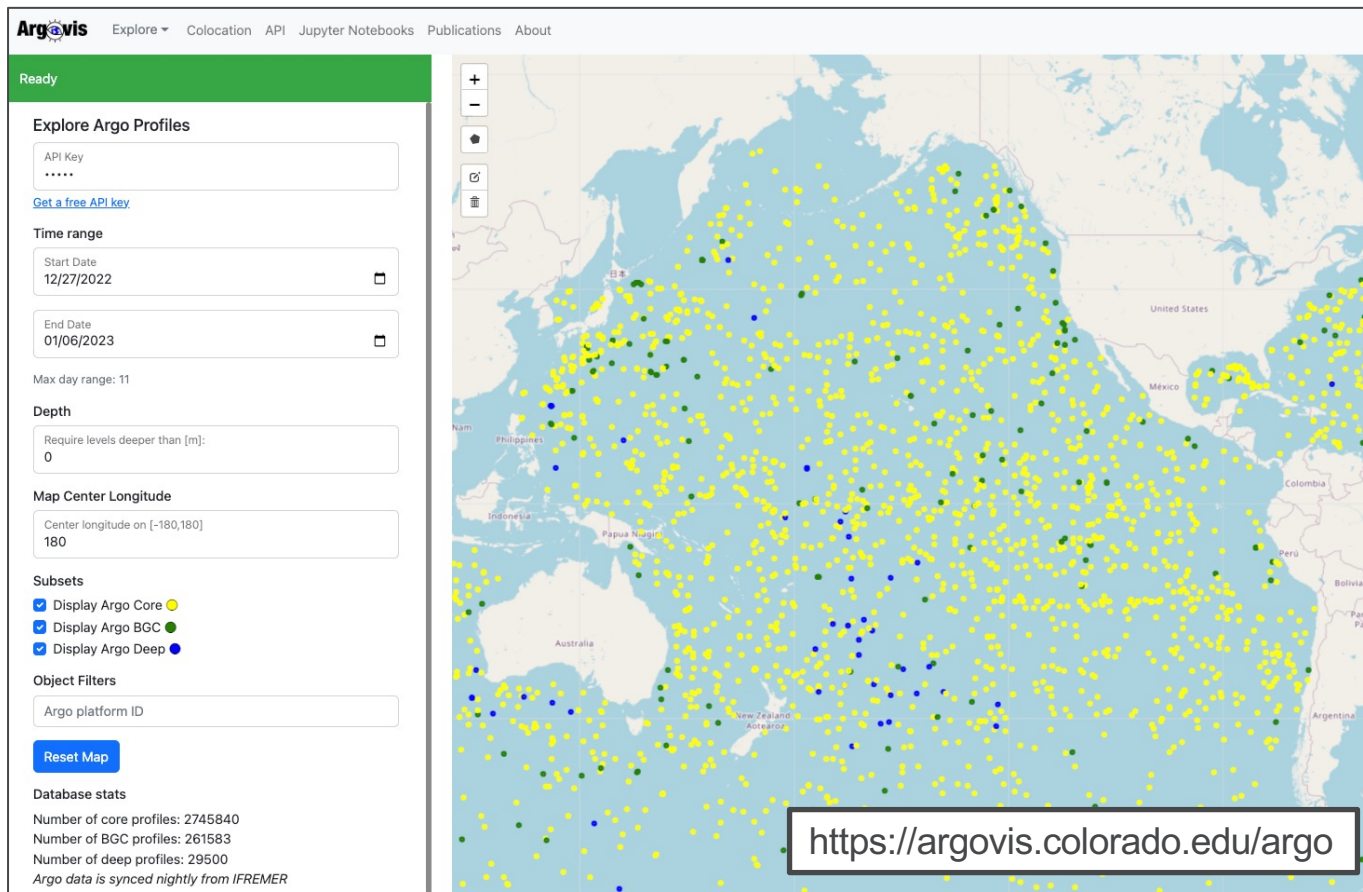 Argovis Explore Colocation API Jupyter Notebooks Publications About
Ready
Explore Argo Profiles
API Key
•••••
Get a free API key
Time range
Start Date
12/27/2022
End Date
01/06/2023
Max day range: 11
Depth
Require levels deeper than [m]:
0
Map Center Longitude
Center longitude on [-180,180]
180
Subsets
Display Argo Core
Display Argo BGC
Display Argo Deep
Object Filters
Argo platform ID
Reset Map
Database stats
Number of core profiles: 2745840
Number of BGC profiles: 261583
Number of deep profiles: 29500
Argo data is synced nightly from IFREMER
+
−
日本
United States
México
Nam
Philippines
Colombia
Indonesia
Papua Niugini
Perú
Bolivia
Australia
New Zealand
Aotearoa
Argentina
https://argovis.colorado.edu/argo